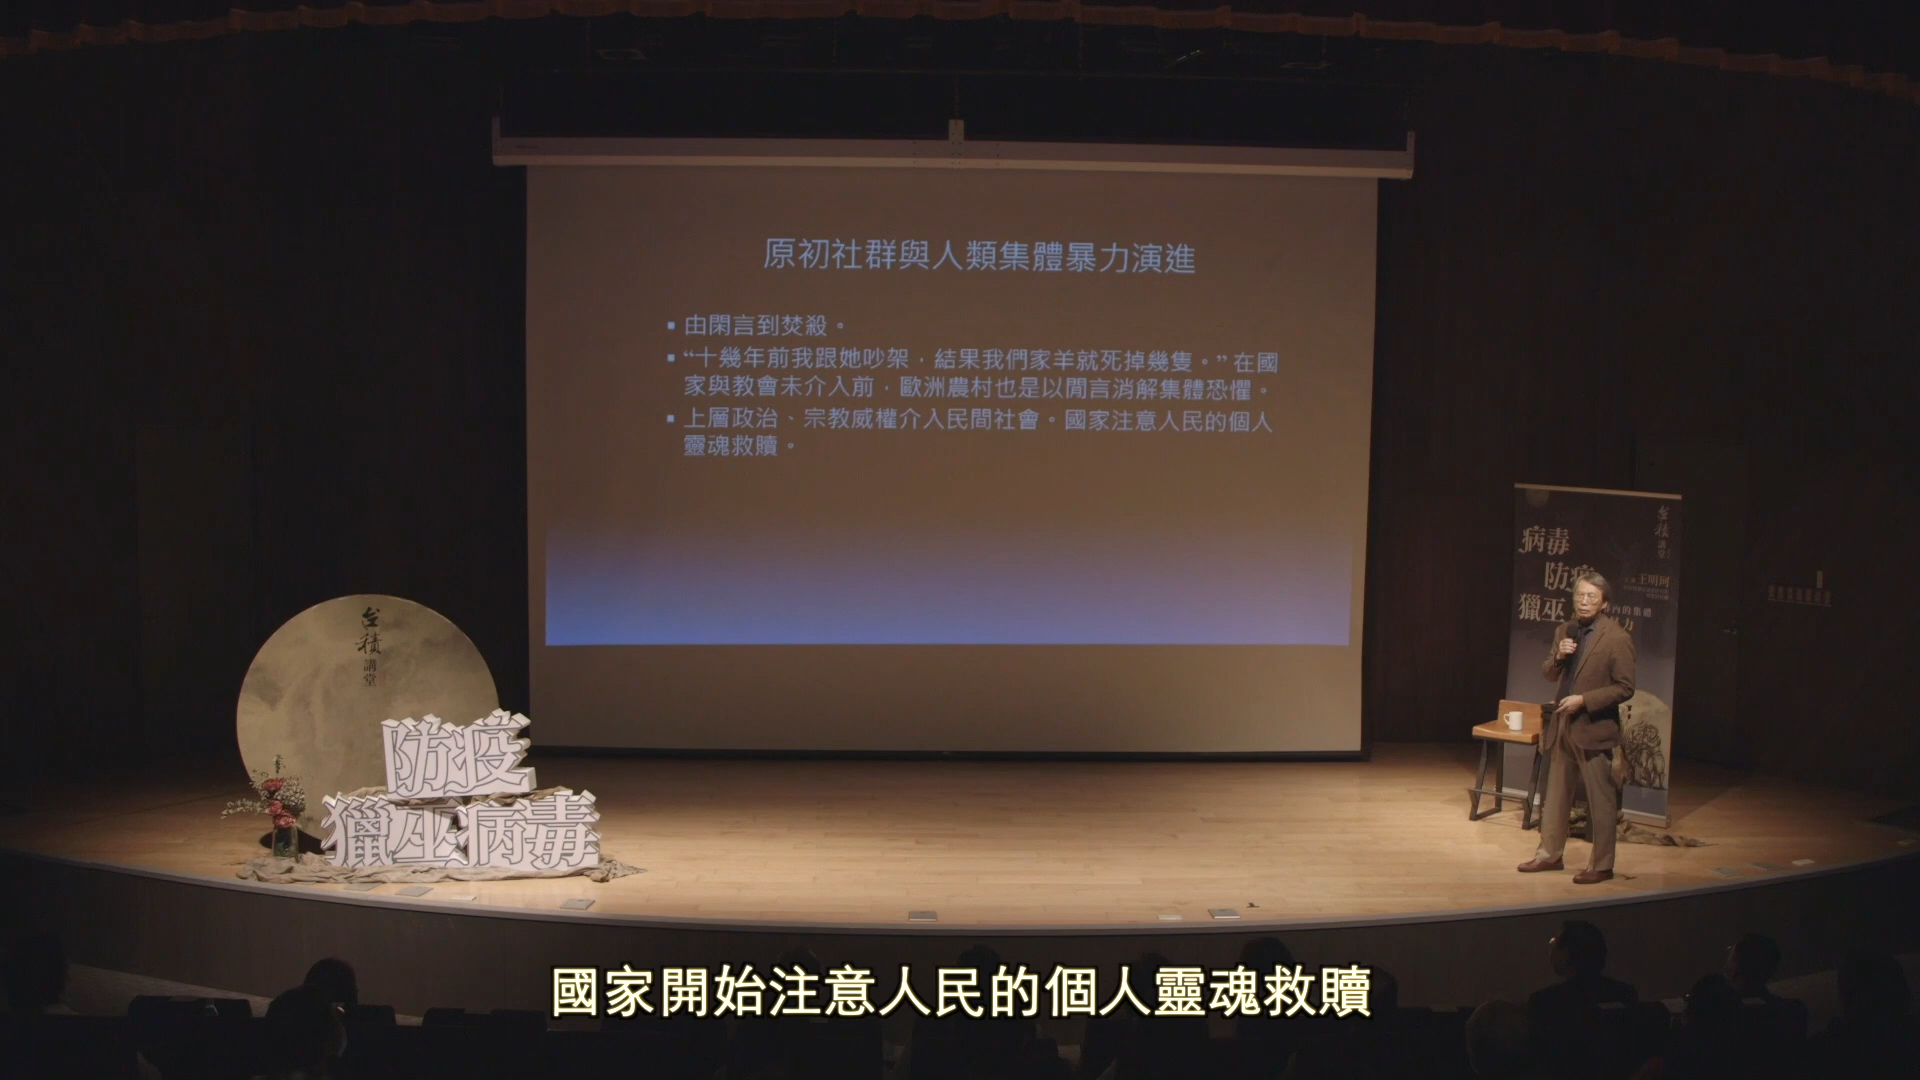 原初社群與人類集體暴力演進
▪ 由閑言到焚殺。
▪ “十幾年前我跟她吵架，結果我們家羊就死掉幾隻。” 在國
家與教會未介入前，歐洲農村也是以閒言消解集體恐懼。
▪ 上層政治、宗教威權介入民間社會。國家注意人民的個人
靈魂救贖。
台積
講堂
防疫
獵巫病毒
台積
講堂
病毒
防疫
獵巫
王明珂
內的集體
力
國家開始注意人民的個人靈魂救贖